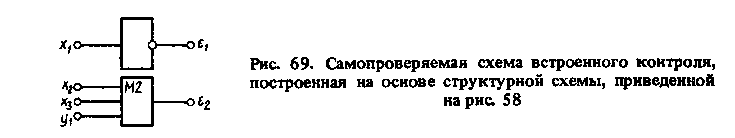 x₁
ε₁
Рис. 69. Самопроверяемая схема встроенного контроля,
построенная на основе структурной схемы, приведенной
на рис. 58
x₂
M2
x₃
ε₂
y₁